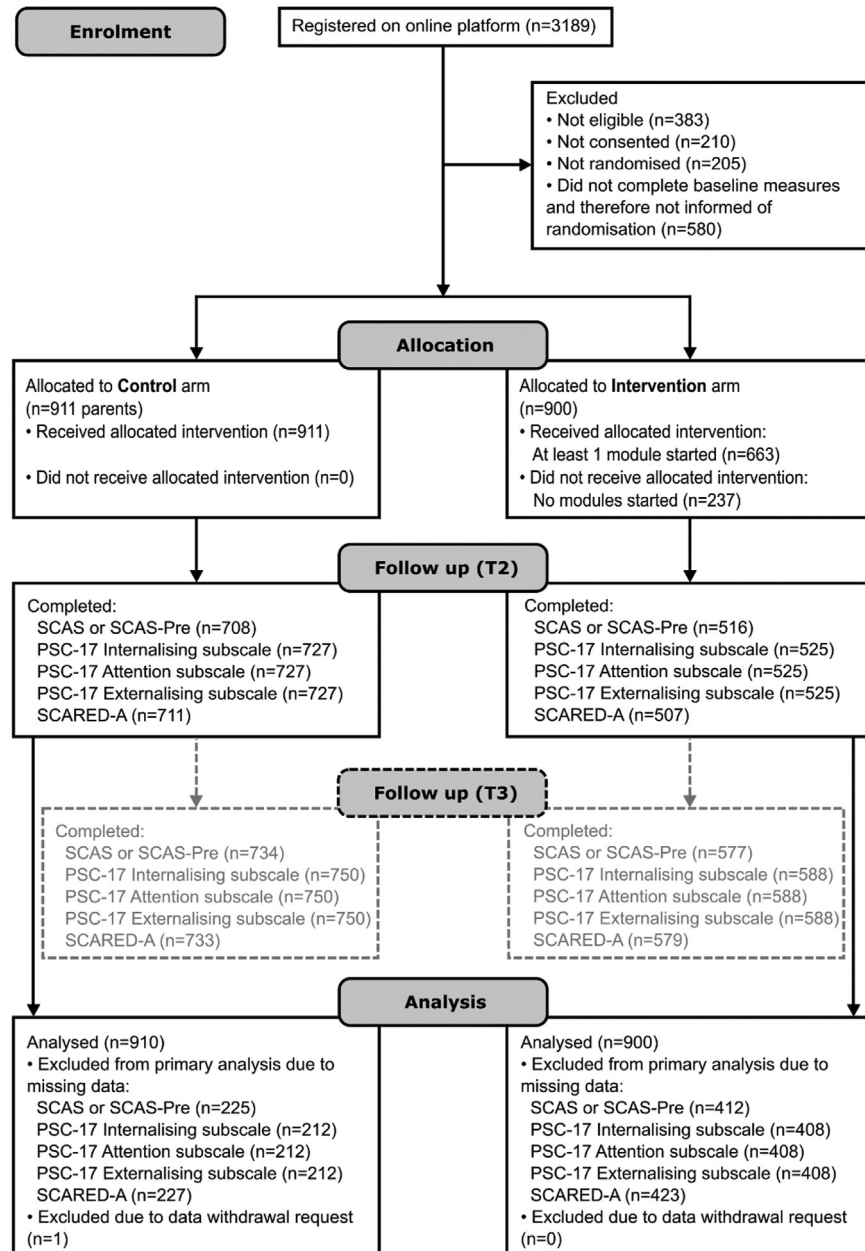 Enrolment
Registered on online platform (n=3189)
Excluded
• Not eligible (n=383)
• Not consented (n=210)
• Not randomised (n=205)
• Did not complete baseline measures
and therefore not informed of
randomisation (n=580)
Allocation
Allocated to Control arm
(n=911 parents)
• Received allocated intervention (n=911)
• Did not receive allocated intervention (n=0)
Allocated to Intervention arm
(n=900)
• Received allocated intervention:
At least 1 module started (n=663)
• Did not receive allocated intervention:
No modules started (n=237)
Follow up (T2)
Completed:
SCAS or SCAS-Pre (n=708)
PSC-17 Internalising subscale (n=727)
PSC-17 Attention subscale (n=727)
PSC-17 Externalising subscale (n=727)
SCARED-A (n=711)
Completed:
SCAS or SCAS-Pre (n=516)
PSC-17 Internalising subscale (n=525)
PSC-17 Attention subscale (n=525)
PSC-17 Externalising subscale (n=525)
SCARED-A (n=507)
Follow up (T3)
Completed:
SCAS or SCAS-Pre (n=734)
PSC-17 Internalising subscale (n=750)
PSC-17 Attention subscale (n=750)
PSC-17 Externalising subscale (n=750)
SCARED-A (n=733)
Completed:
SCAS or SCAS-Pre (n=577)
PSC-17 Internalising subscale (n=588)
PSC-17 Attention subscale (n=588)
PSC-17 Externalising subscale (n=588)
SCARED-A (n=579)
Analysis
Analysed (n=910)
• Excluded from primary analysis due to
missing data:
SCAS or SCAS-Pre (n=225)
PSC-17 Internalising subscale (n=212)
PSC-17 Attention subscale (n=212)
PSC-17 Externalising subscale (n=212)
SCARED-A (n=227)
• Excluded due to data withdrawal request
(n=1)
Analysed (n=900)
• Excluded from primary analysis due to
missing data:
SCAS or SCAS-Pre (n=412)
PSC-17 Internalising subscale (n=408)
PSC-17 Attention subscale (n=408)
PSC-17 Externalising subscale (n=408)
SCARED-A (n=423)
• Excluded due to data withdrawal request
(n=0)